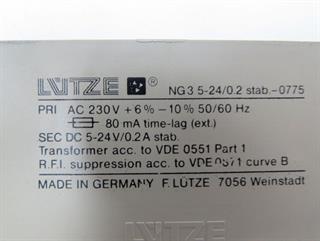 LÜTZE ® NG3 5-24/0.2 stab.-0775
PRI AC 230V +6% -10% 50/60 Hz
80 mA time-lag (ext.)
SEC DC 5-24V/0.2A stab.
Transformer acc. to VDE 0551 Part 1
R.F.I. suppression acc. to VDE 0871 curve B
MADE IN GERMANY F. LÜTZE 7056 Weinstadt
LÜTZE